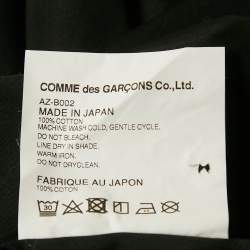 COMME des GARÇONS Co., Ltd.
AZ-B002
MADE IN JAPAN
100% COTTON
MACHINE WASH COLD, GENTLE CYCLE.
DO NOT BLEACH.
LINE DRY IN SHADE.
WARM IRON.
DO NOT DRYCLEAN.
FABRIQUE AU JAPON
100% COTON
30